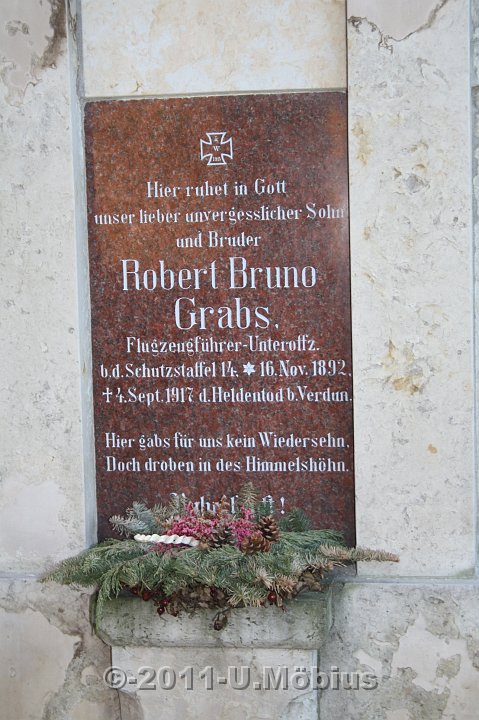 W
Hier ruhet in Gott
unser lieber unvergesslicher Sohn
und Bruder
Robert Bruno
Grabs.
Flugzeugführer-Unteroffz.
b.d. Schutzstaffel 14. ✶ 16. Nov. 1892.
† 4. Sept. 1917 d. Heldentod b. Verdun.
Hier gabs für uns kein Wiedersehn,
Doch droben in des Himmelshöhn.
©-2011-U.Möbius